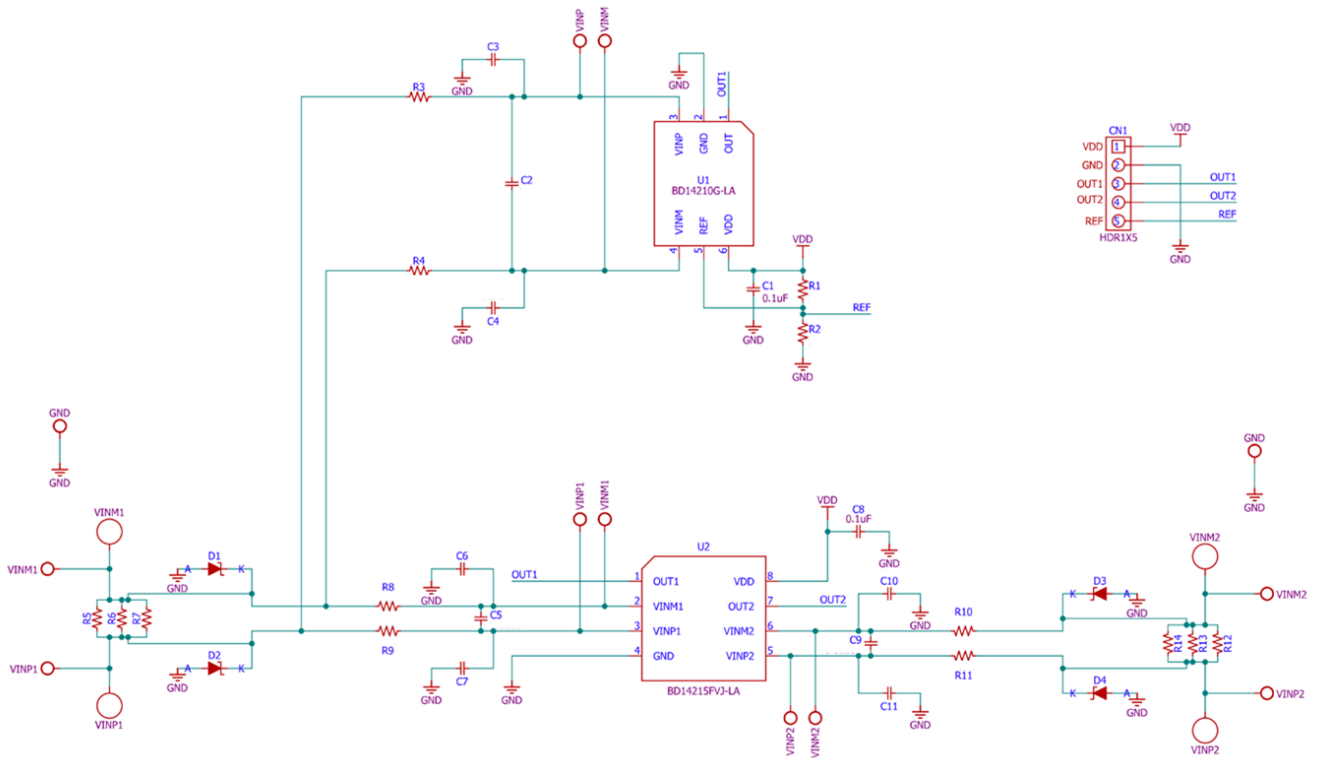 VINP
VINM
C3
GND
R3
GND
OUT1
3
2
1
VINP
GND
OUT
U1
BD14210G-LA
VINM
REF
VDD
4
5
6
C2
R4
C4
GND
VDD
C1
0.1uF
R1
REF
R2
GND
GND
CN1
VDD
VDD
1
GND
2
OUT1
3
OUT1
OUT2
4
OUT2
REF
5
REF
HDR1X5
GND
GND
GND
GND
GND
VINM1
VINM1
D1
A
K
GND
R5
R6
R7
D2
A
K
GND
VINP1
VINP1
R8
R9
C6
GND
C5
C7
GND
GND
OUT1
VINP1
VINM1
U2
1
OUT1
VDD
8
2
VINM1
OUT2
7
3
VINP1
VINM2
6
4
GND
VINP2
5
BD14215FVJ-LA
VDD
C8
0.1uF
GND
OUT2
C10
GND
C9
C11
GND
VINP2
VINM2
R10
R11
D3
K
A
GND
D4
K
A
GND
VINM2
VINM2
R14
R13
R12
VINP2
VINP2